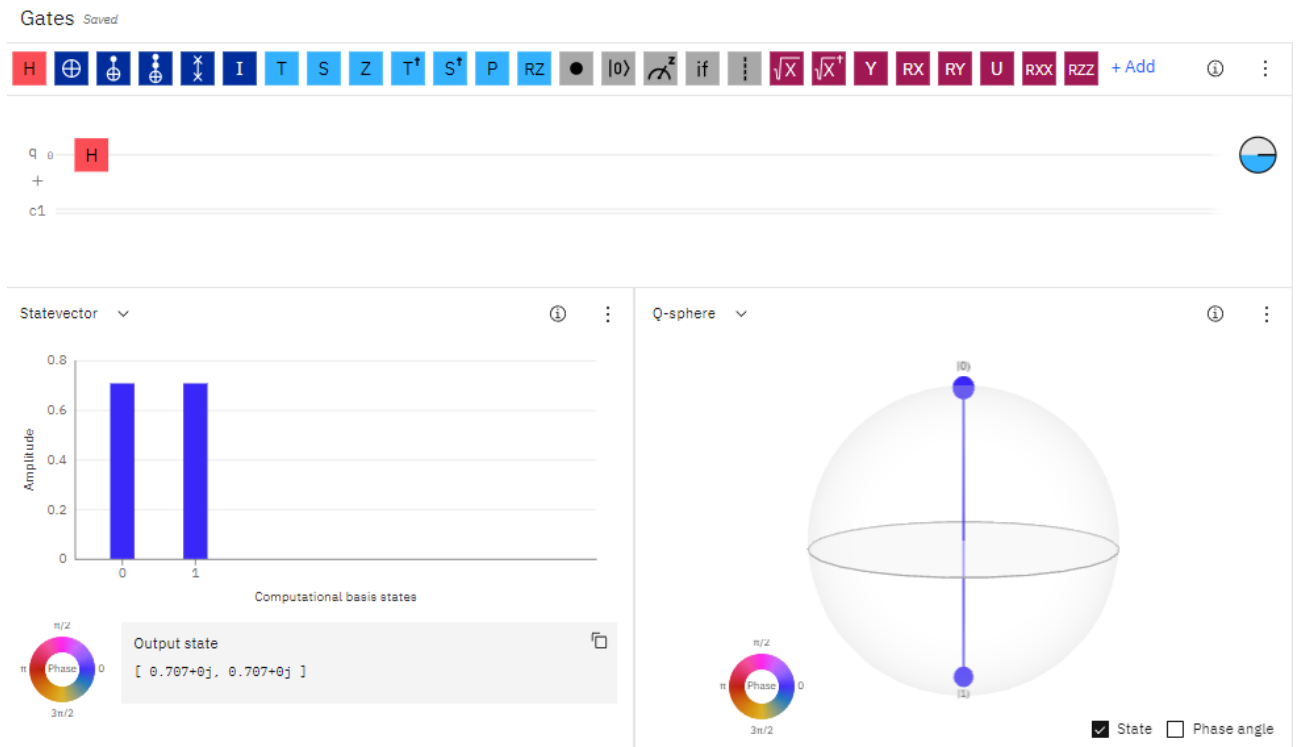 Gates Saved
H T S Z T† S† P RZ |0⟩ z if √X √X† Y RX RY U RXX RZZ + Add
I
q 0 H
+
c1
Statevector
Q-sphere
0.8
0.6
0.4
0.2
0
Amplitude
0 1
Computational basis states
π/2
π Phase 0
3π/2
Output state
[ 0.707+0j, 0.707+0j ]
|0⟩
|1⟩
π/2
π Phase 0
3π/2
State Phase angle